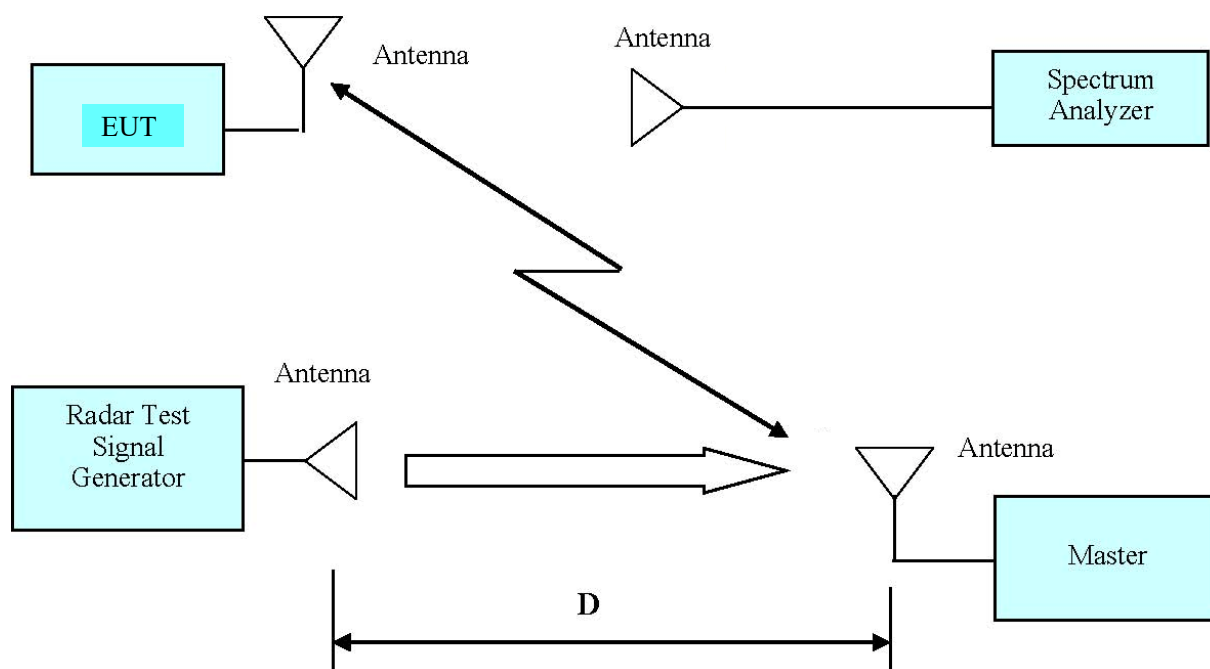 Antenna
Antenna
EUT
Spectrum
Analyzer
Antenna
Radar Test
Signal
Generator
Antenna
Master
D